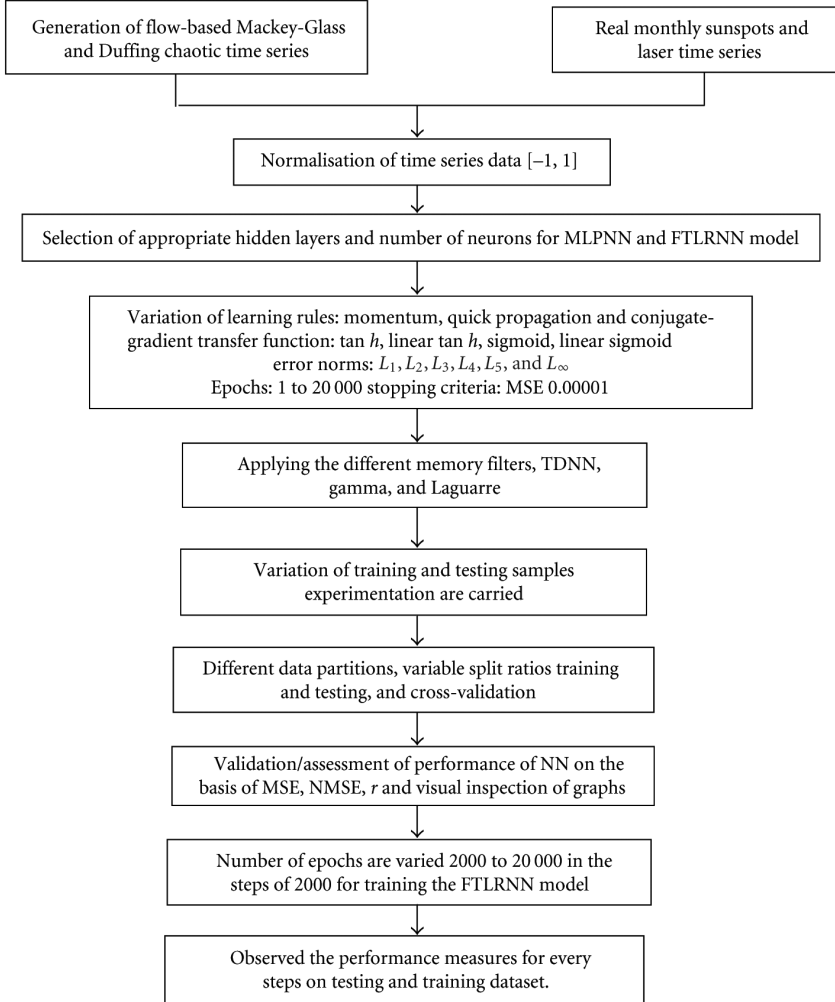 Generation of flow-based Mackey-Glass
and Duffing chaotic time series
Real monthly sunspots and
laser time series
Normalisation of time series data [–1, 1]
Selection of appropriate hidden layers and number of neurons for MLPNN and FTLRNN model
Variation of learning rules: momentum, quick propagation and conjugate-
gradient transfer function: tan h, linear tan h, sigmoid, linear sigmoid
error norms: L₁, L₂, L₃, L₄, L₅, and L∞
Epochs: 1 to 20 000 stopping criteria: MSE 0.00001
Applying the different memory filters, TDNN,
gamma, and Laguarre
Variation of training and testing samples
experimentation are carried
Different data partitions, variable split ratios training
and testing, and cross-validation
Validation/assessment of performance of NN on the
basis of MSE, NMSE, r and visual inspection of graphs
Number of epochs are varied 2000 to 20 000 in the
steps of 2000 for training the FTLRNN model
Observed the performance measures for every
steps on testing and training dataset.